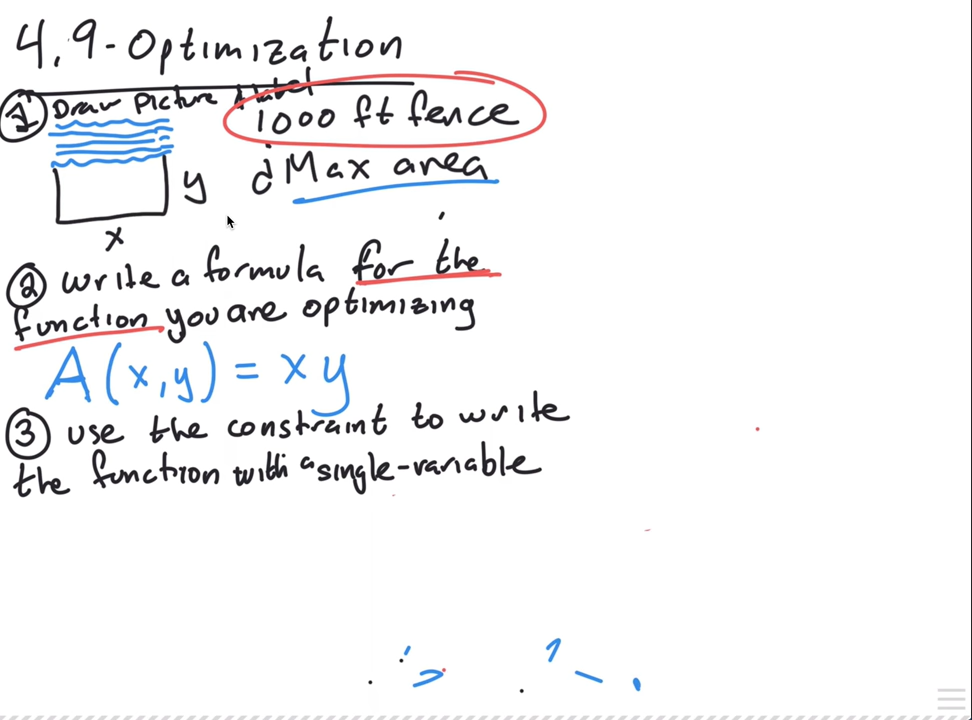 4.9-Optimization
① Draw Picture & label
1000 ft fence
y
¿Max area
x
② write a formula for the
function you are optimizing
A(x,y) = xy
③ use the constraint to write
the function with a single-variable